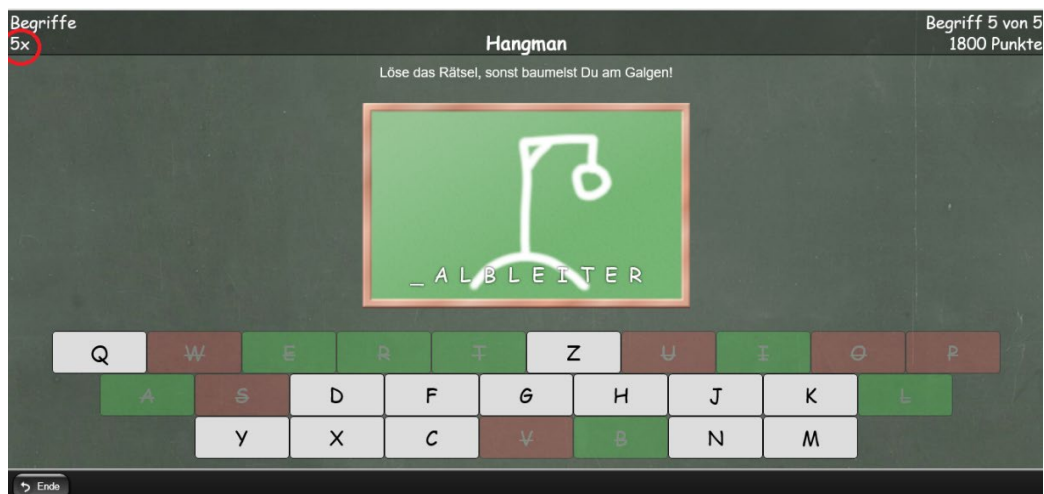 Begriffe
Begriff 5 von 5
5x
Hangman
1800 Punkte
Löse das Rätsel, sonst baumelst Du am Galgen!
_ A L B L E I T E R
Q W E R T Z U I O P
A S D F G H J K L
Y X C V B N M
Ende